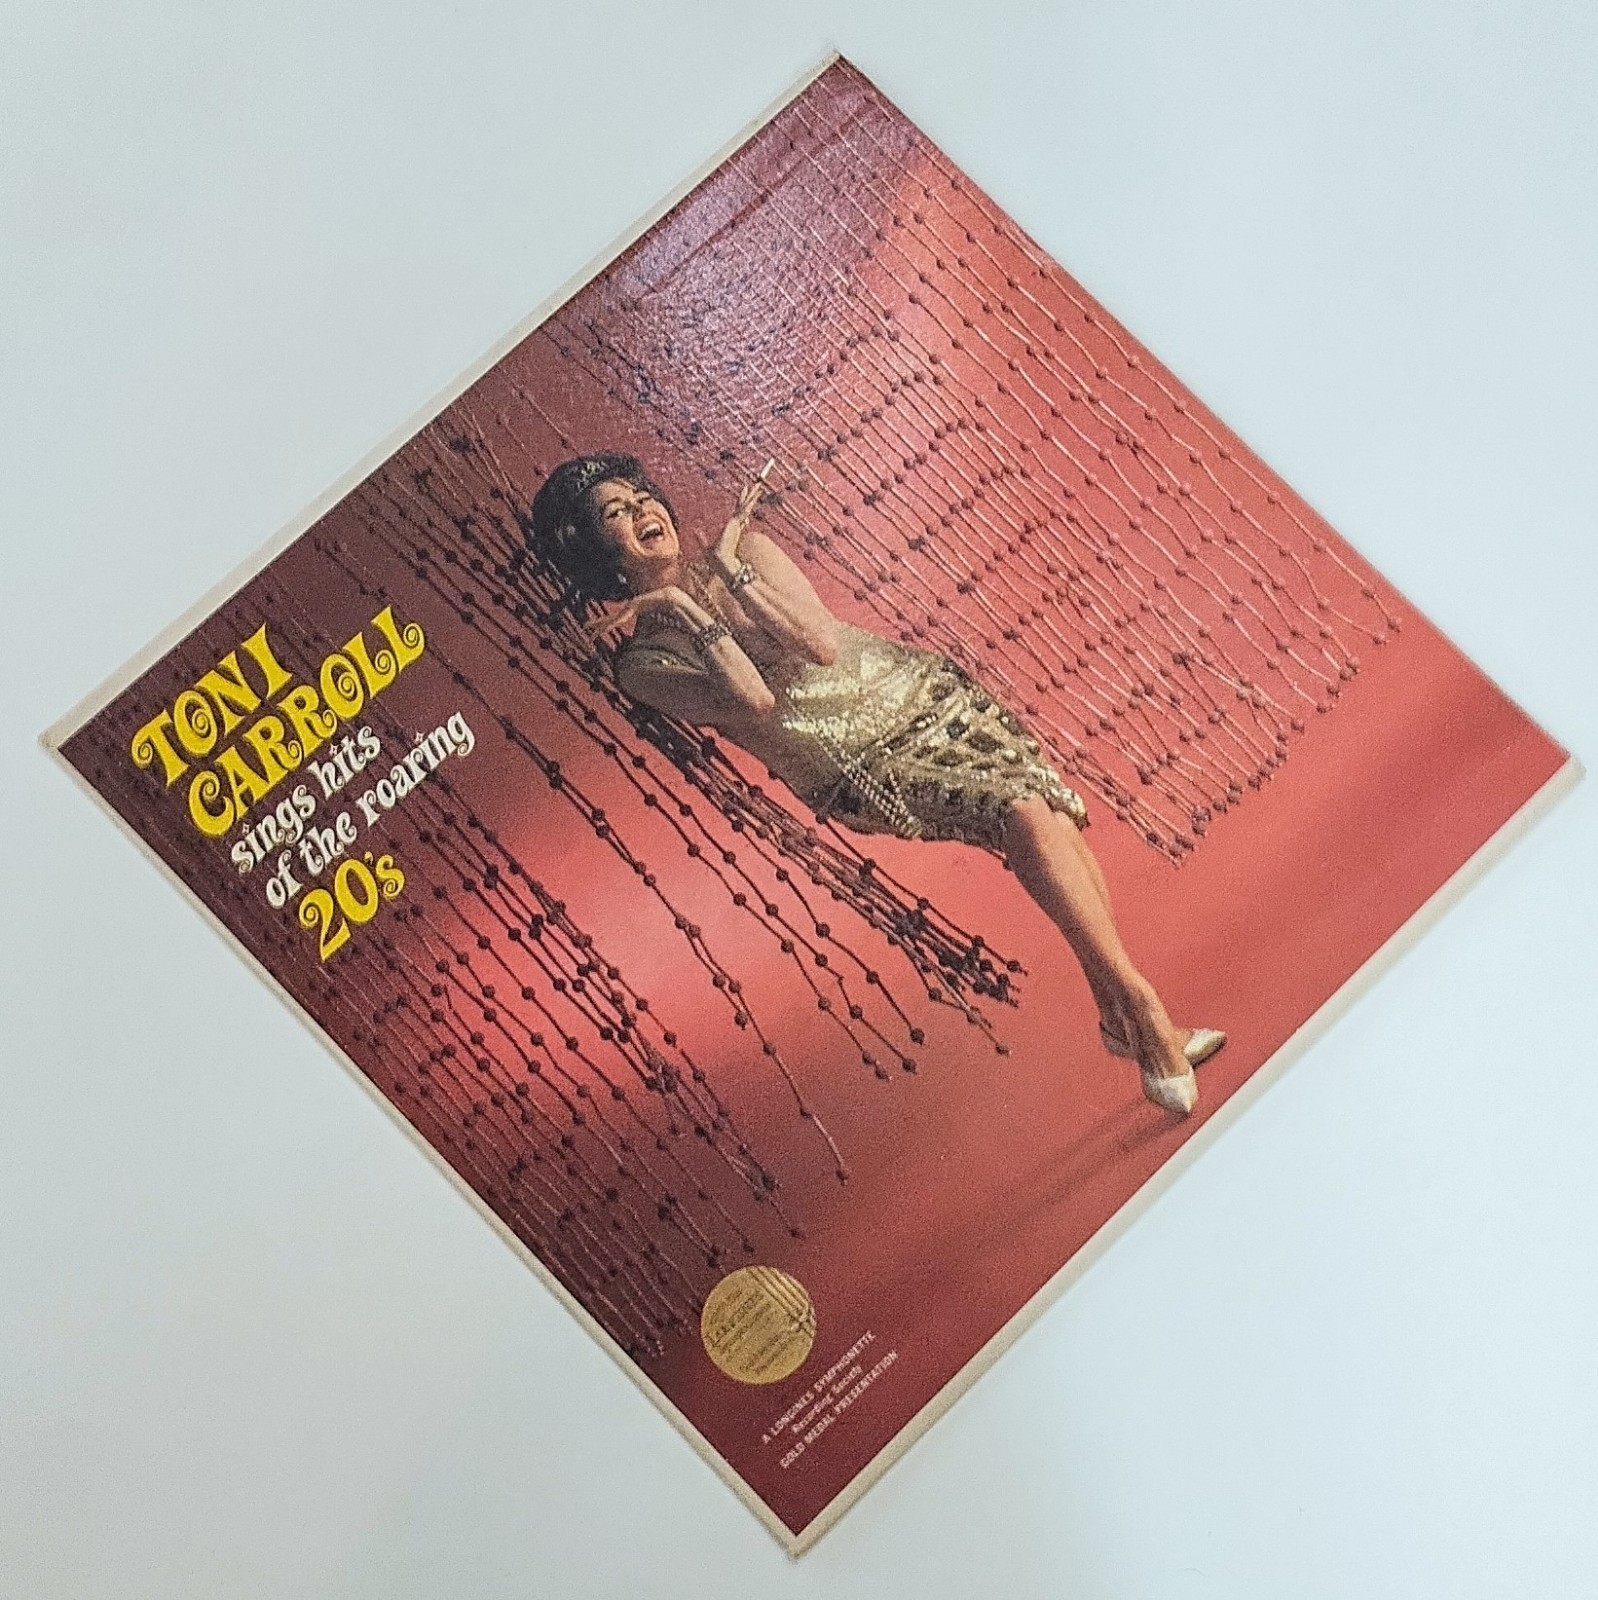 TONI
CARROLL
sings hits
of the roaring
20's
A LONGINES SYMPHONETTE
Recording Society
GOLD MEDAL PRESENTATION